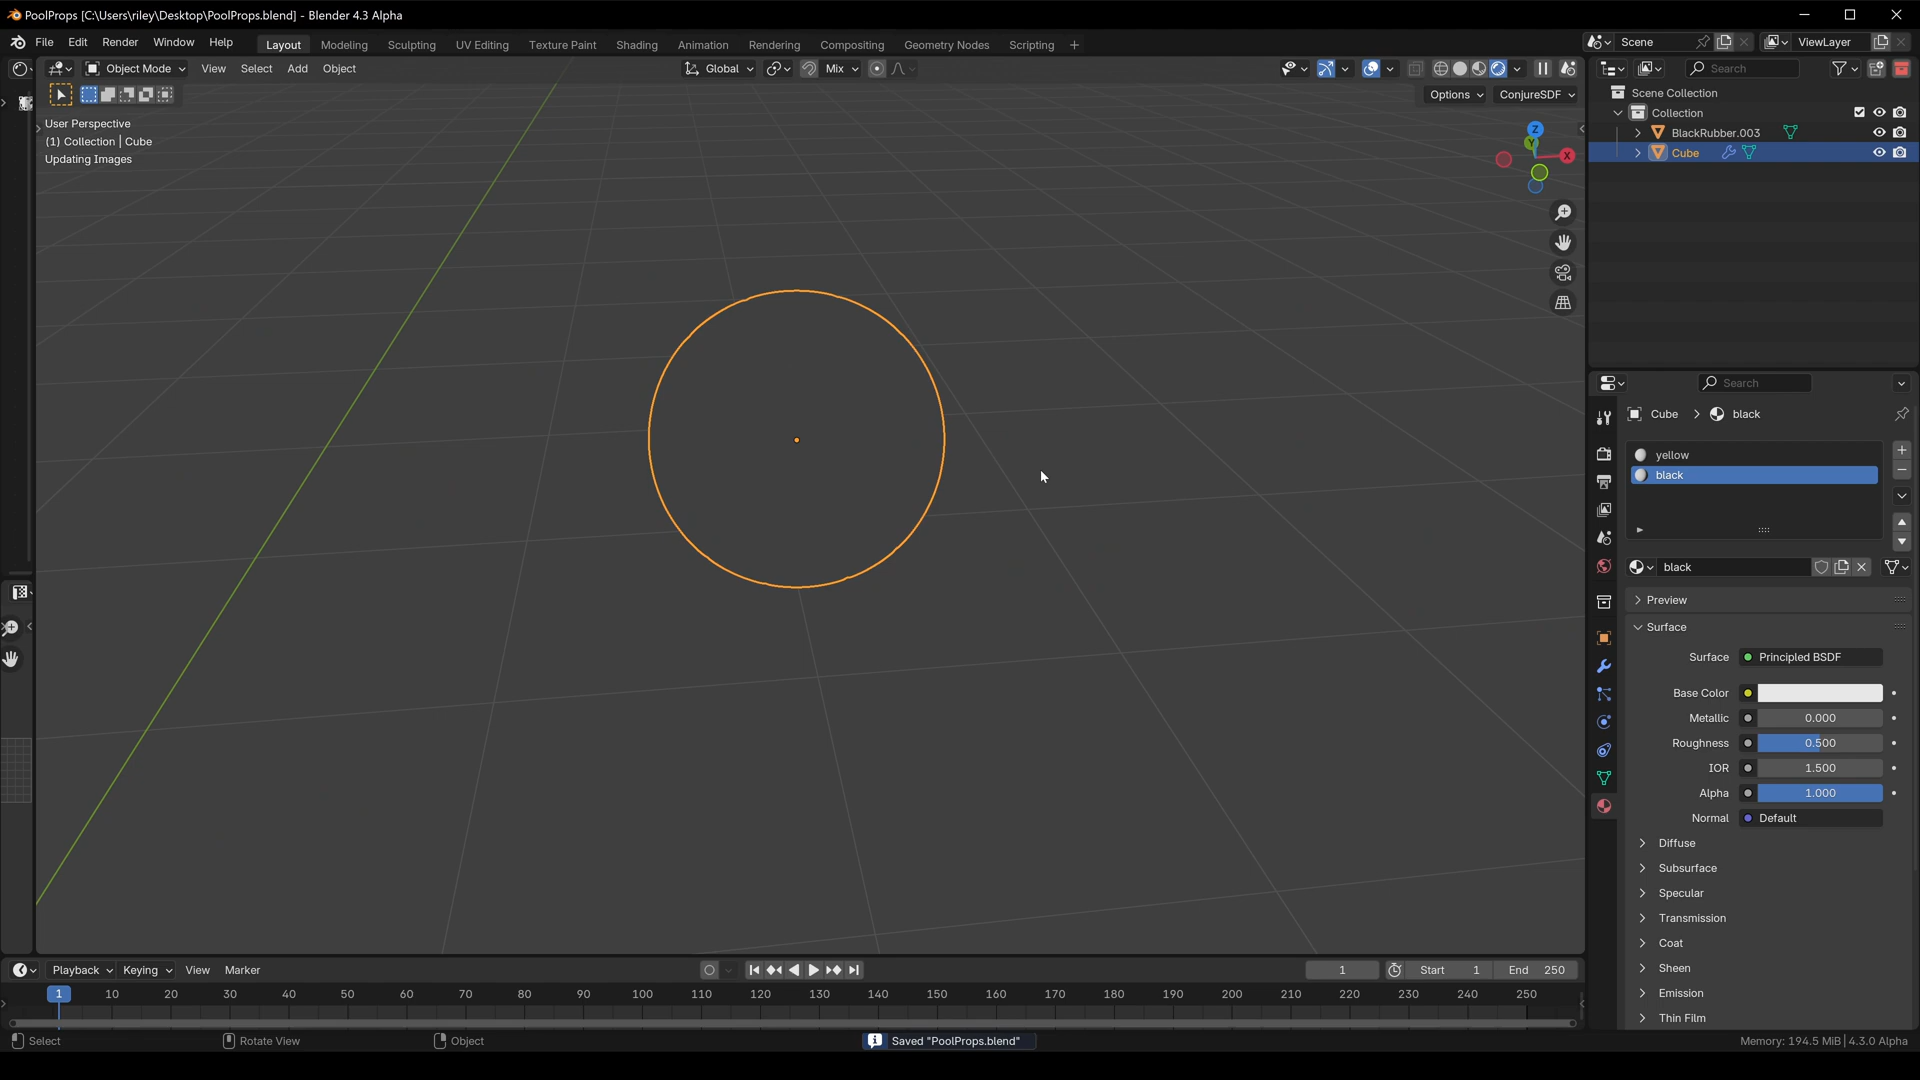 PoolProps [C:\Users\riley\Desktop\PoolProps.blend] - Blender 4.3 Alpha
File Edit Render Window Help Layout Modeling Sculpting UV Editing Texture Paint Shading Animation Rendering Compositing Geometry Nodes Scripting + Scene ViewLayer
Object Mode View Select Add Object Global Mix Search
Options ConjureSDF
Scene Collection
Collection
BlackRubber.003
Cube
User Perspective
(1) Collection | Cube
Updating Images
Z
Y
X
Search
Cube > black
yellow
black
black
Preview
Surface
Surface Principled BSDF
Base Color
Metallic 0.000
Roughness 0.500
IOR 1.500
Alpha 1.000
Normal Default
Diffuse
Subsurface
Specular
Transmission
Coat
Sheen
Emission
Thin Film
Playback Keying View Marker 1 Start 1 End 250
1 10 20 30 40 50 60 70 80 90 100 110 120 130 140 150 160 170 180 190 200 210 220 230 240 250
Select Rotate View Object Saved "PoolProps.blend" Memory: 194.5 MiB | 4.3.0 Alpha